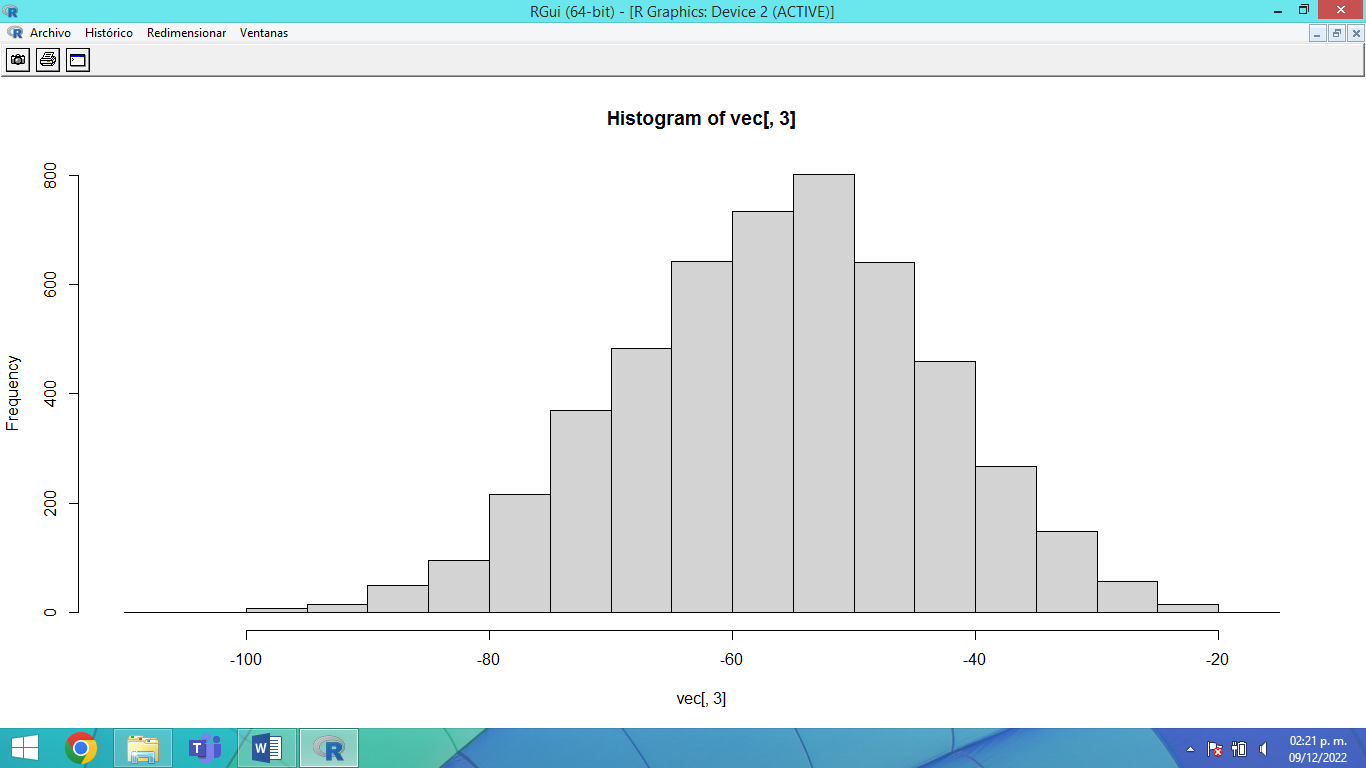 RGui (64-bit) - [R Graphics: Device 2 (ACTIVE)]
Archivo Histórico Redimensionar Ventanas
Histogram of vec[, 3]
Frequency
800
600
400
200
0
-100 -80 -60 -40 -20
vec[, 3]
02:21 p. m.
09/12/2022